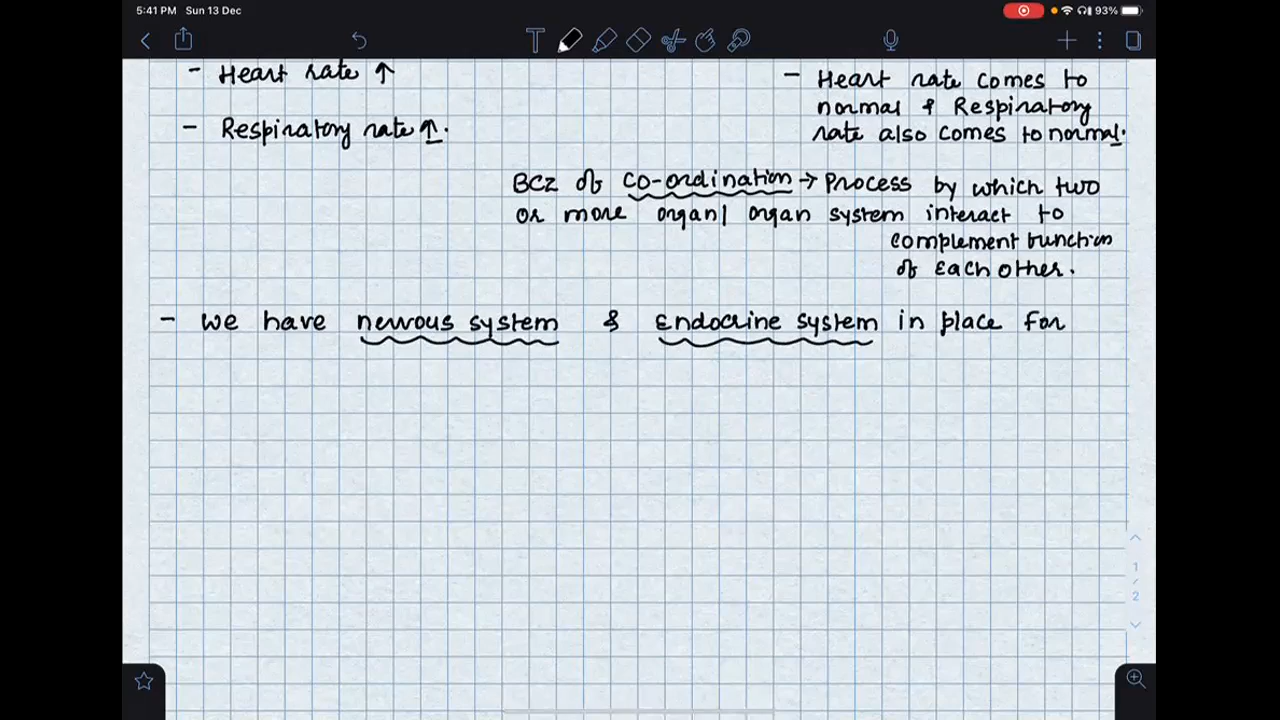 5:41 PM Sun 13 Dec
93%
T
- Heart rate ↑
- Respiratory rate ↑.
- Heart rate comes to
normal & Respiratory
rate also comes to normal.
BCz of co-ordination → Process by which two
or more organ/ organ system interact to
complement function
of each other.
- we have nervous system & Endocrine system in place for
1
/
2